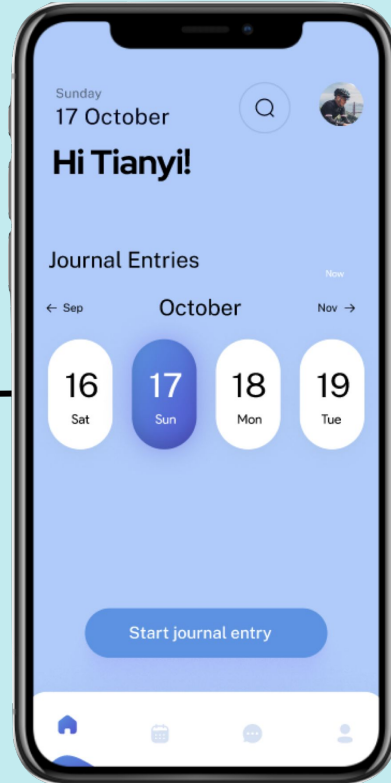 Sunday
17 October
Hi Tianyi!
Journal Entries
Now
← Sep October Nov →
16 17 18 19
Sat Sun Mon Tue
Start journal entry